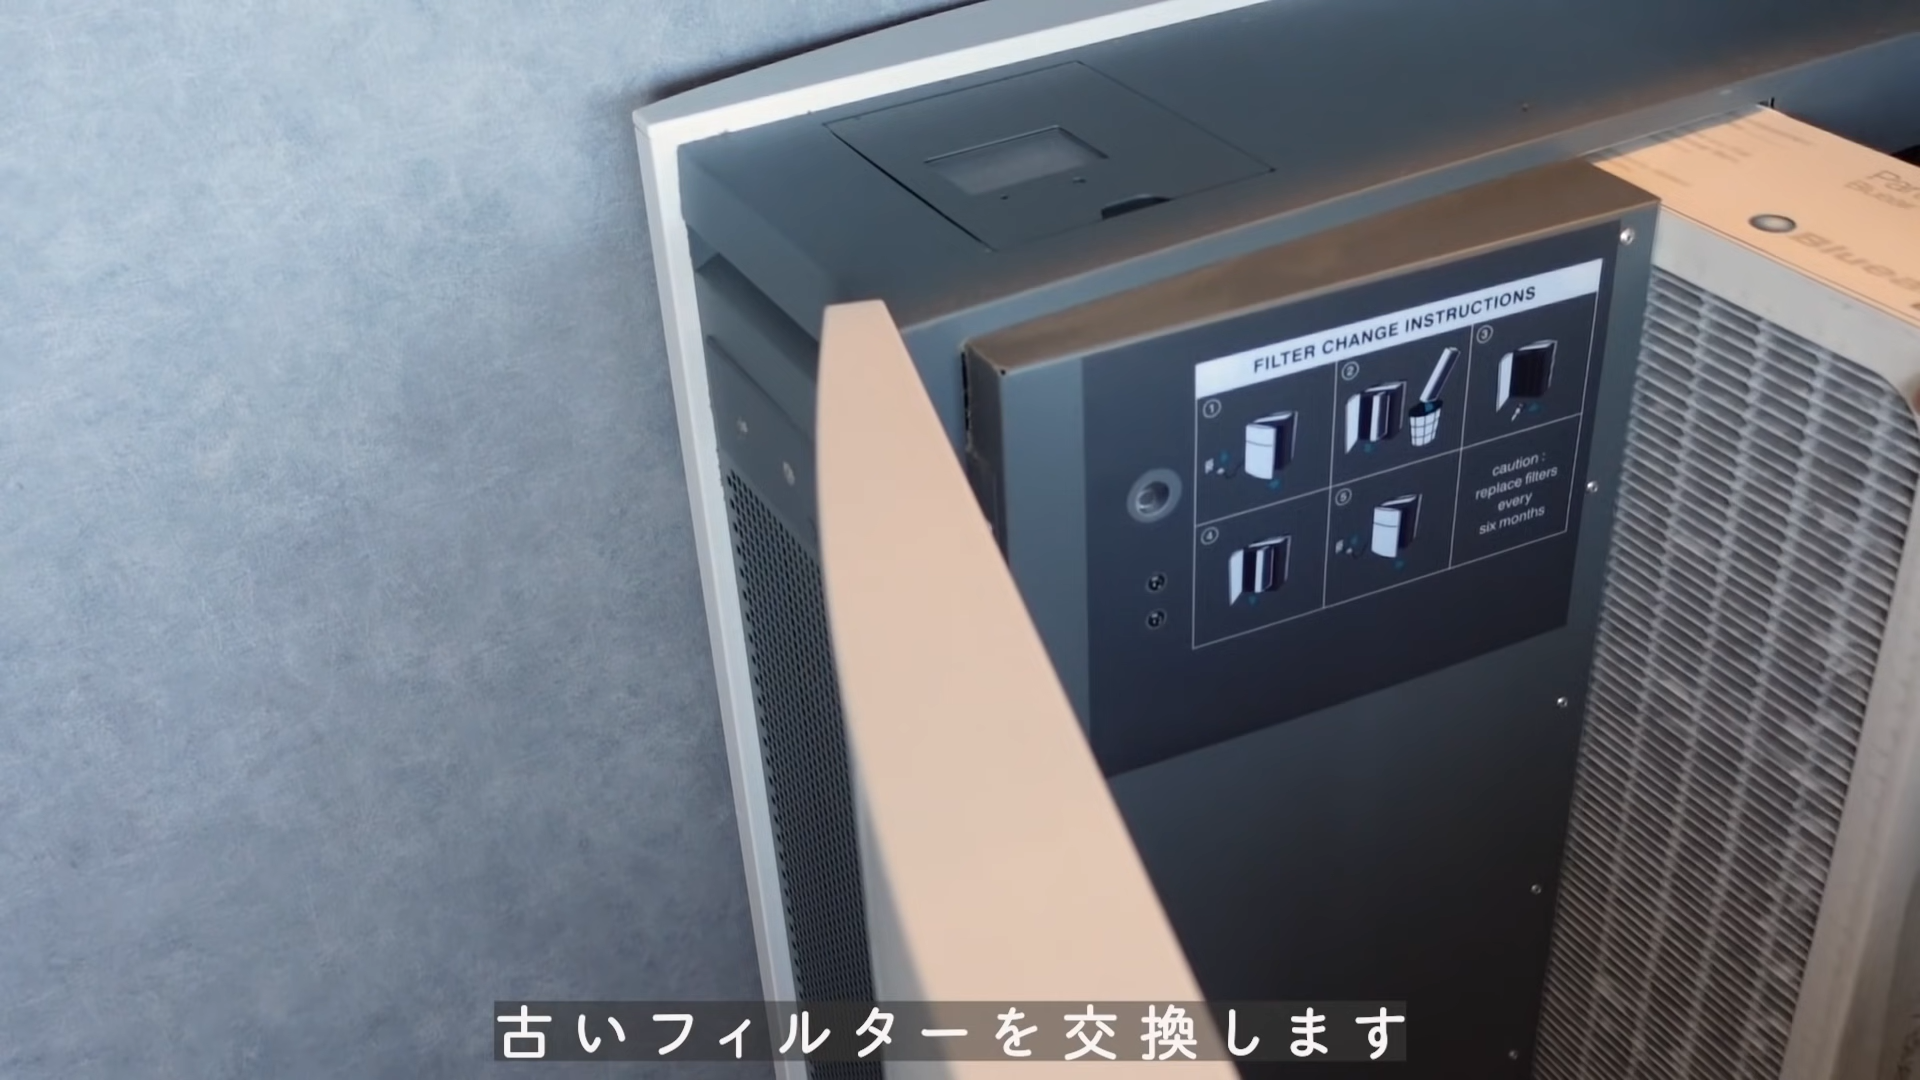 FILTER CHANGE INSTRUCTIONS
1
2
3
caution :
replace filters
every
six months
4
5
古いフィルターを交換します